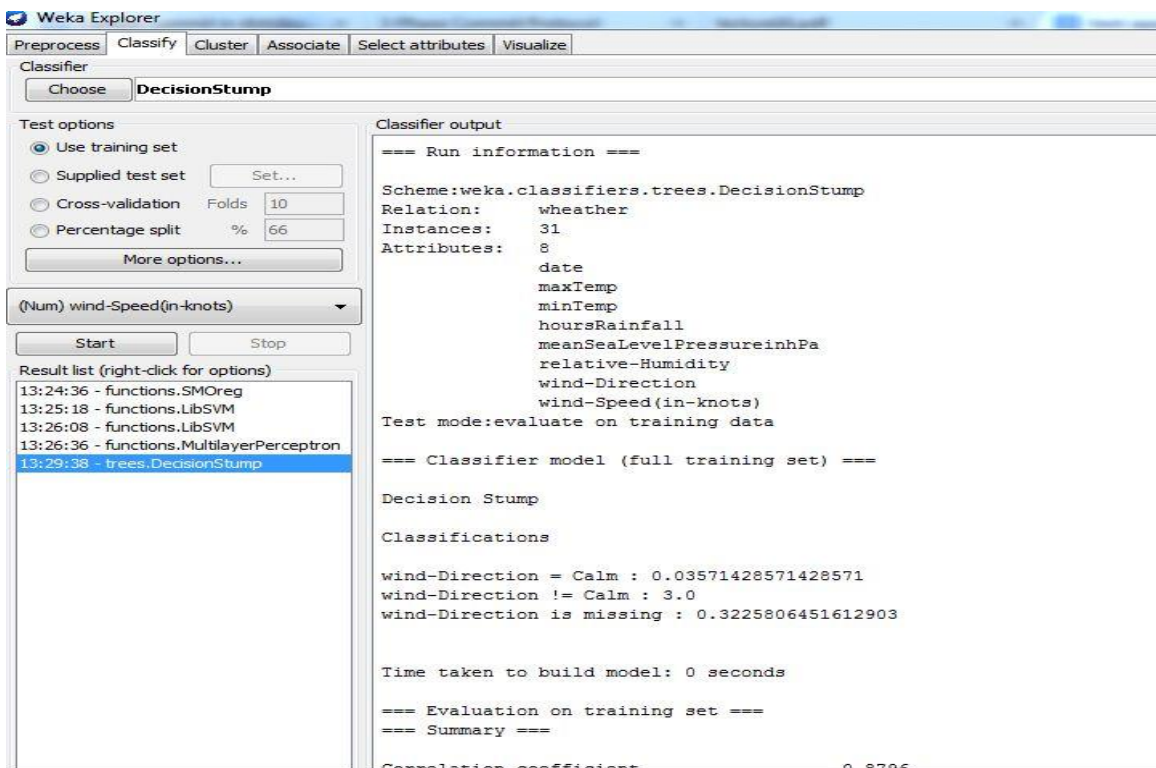 Weka Explorer
Preprocess Classify Cluster Associate Select attributes Visualize
Classifier
Choose DecisionStump
Test options
Use training set
Supplied test set Set...
Cross-validation Folds 10
Percentage split % 66
More options...
(Num) wind-Speed(in-knots)
Start Stop
Result list (right-click for options)
13:24:36 - functions.SMOreg
13:25:18 - functions.LibSVM
13:26:08 - functions.LibSVM
13:26:36 - functions.MultilayerPerceptron
13:29:38 - trees.DecisionStump
Classifier output
=== Run information ===
Scheme:weka.classifiers.trees.DecisionStump
Relation: wheather
Instances: 31
Attributes: 8
date
maxTemp
minTemp
hoursRainfall
meanSeaLevelPressureinhPa
relative-Humidity
wind-Direction
wind-Speed(in-knots)
Test mode:evaluate on training data
=== Classifier model (full training set) ===
Decision Stump
Classifications
wind-Direction = Calm : 0.03571428571428571
wind-Direction != Calm : 3.0
wind-Direction is missing : 0.3225806451612903
Time taken to build model: 0 seconds
=== Evaluation on training set ===
=== Summary ===
Correlation coefficient 0.8796